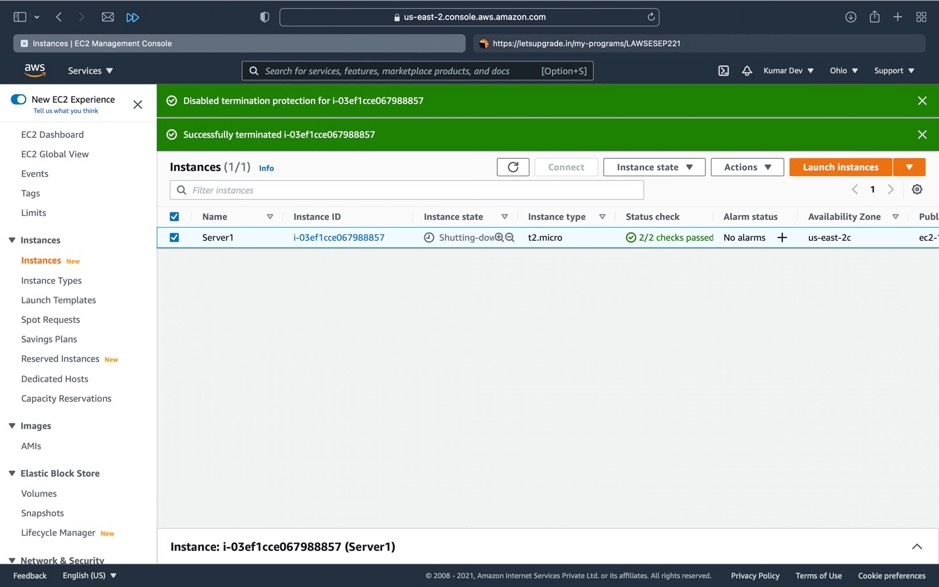 us-east-2.console.aws.amazon.com
Instances | EC2 Management Console
https://letsupgrade.in/my-programs/LAWSESEP221
aws
Services ▼
Search for services, features, marketplace products, and docs
[Option+S]
Kumar Dev ▼
Ohio ▼
Support ▼
New EC2 Experience
Tell us what you think
Disabled termination protection for i-03ef1cce067988857
Successfully terminated i-03ef1cce067988857
EC2 Dashboard
EC2 Global View
Events
Tags
Limits
Instances
Instances New
Instance Types
Launch Templates
Spot Requests
Savings Plans
Reserved Instances New
Dedicated Hosts
Capacity Reservations
Images
AMIs
Elastic Block Store
Volumes
Snapshots
Lifecycle Manager New
Network & Security
Instances (1/1) Info
Connect
Instance state ▼
Actions ▼
Launch instances ▼
Filter instances
1
Name Instance ID Instance state Instance type Status check Alarm status Availability Zone Publ
Server1 i-03ef1cce067988857 Shutting-dow t2.micro 2/2 checks passed No alarms + us-east-2c ec2-
Instance: i-03ef1cce067988857 (Server1)
Feedback English (US) ▼ © 2008 - 2021, Amazon Internet Services Private Ltd. or its affiliates. All rights reserved. Privacy Policy Terms of Use Cookie preferences